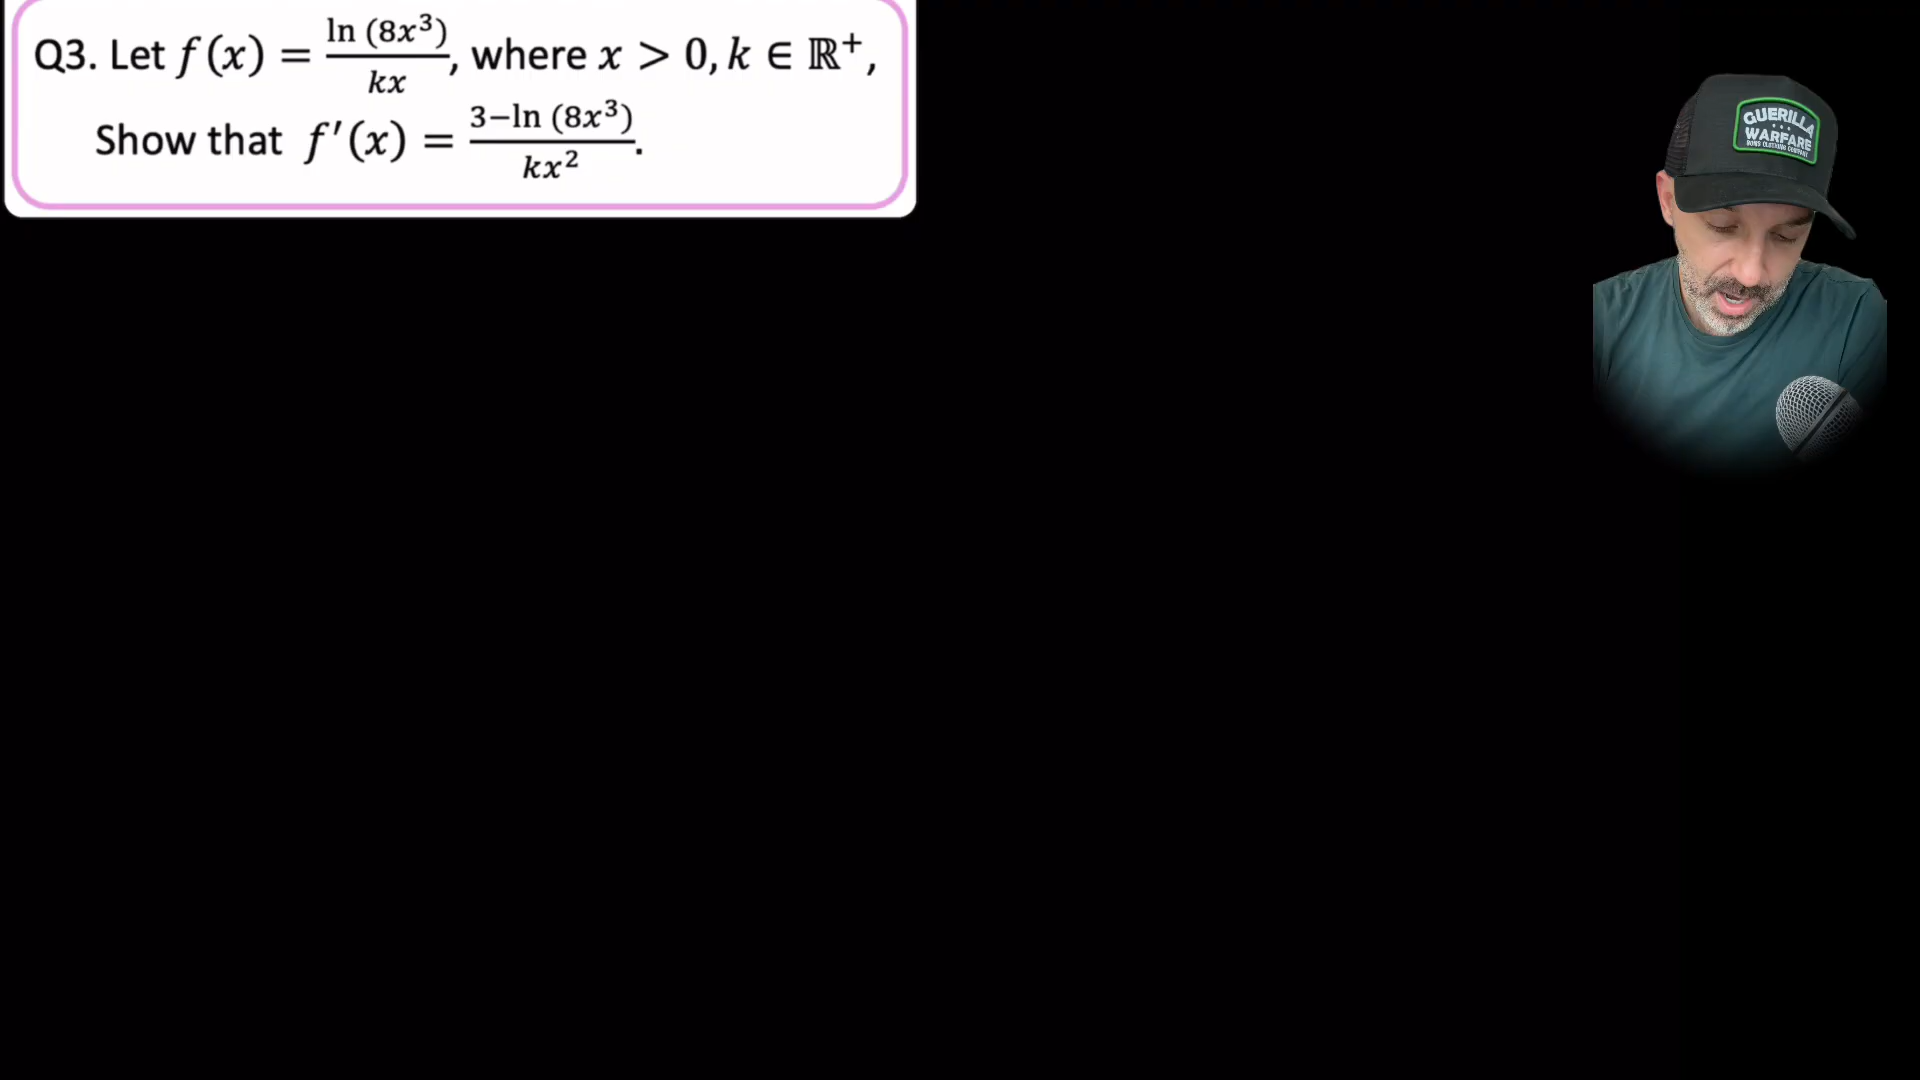 Q3. Let f(x) = ln (8x³)/kx, where x > 0, k ∈ ℝ⁺,
Show that f′(x) = 3−ln (8x³)/kx².
GUERILLA
WARFARE